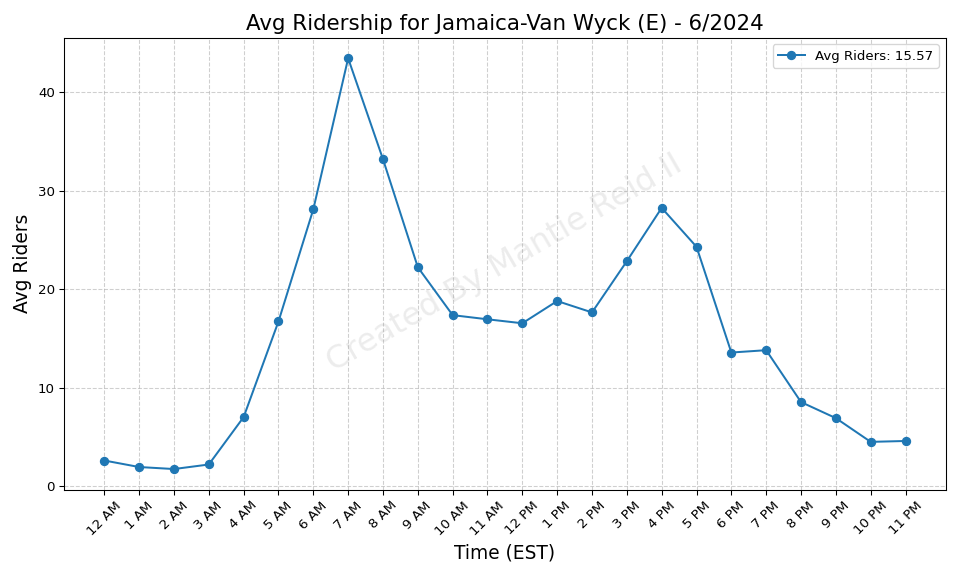 Avg Ridership for Jamaica-Van Wyck (E) - 6/2024
Avg Riders: 15.57
40
30
20
10
0
Avg Riders
Created By Mantle Reid II
12 AM
1 AM
2 AM
3 AM
4 AM
5 AM
6 AM
7 AM
8 AM
9 AM
10 AM
11 AM
12 PM
1 PM
2 PM
3 PM
4 PM
5 PM
6 PM
7 PM
8 PM
9 PM
10 PM
11 PM
Time (EST)